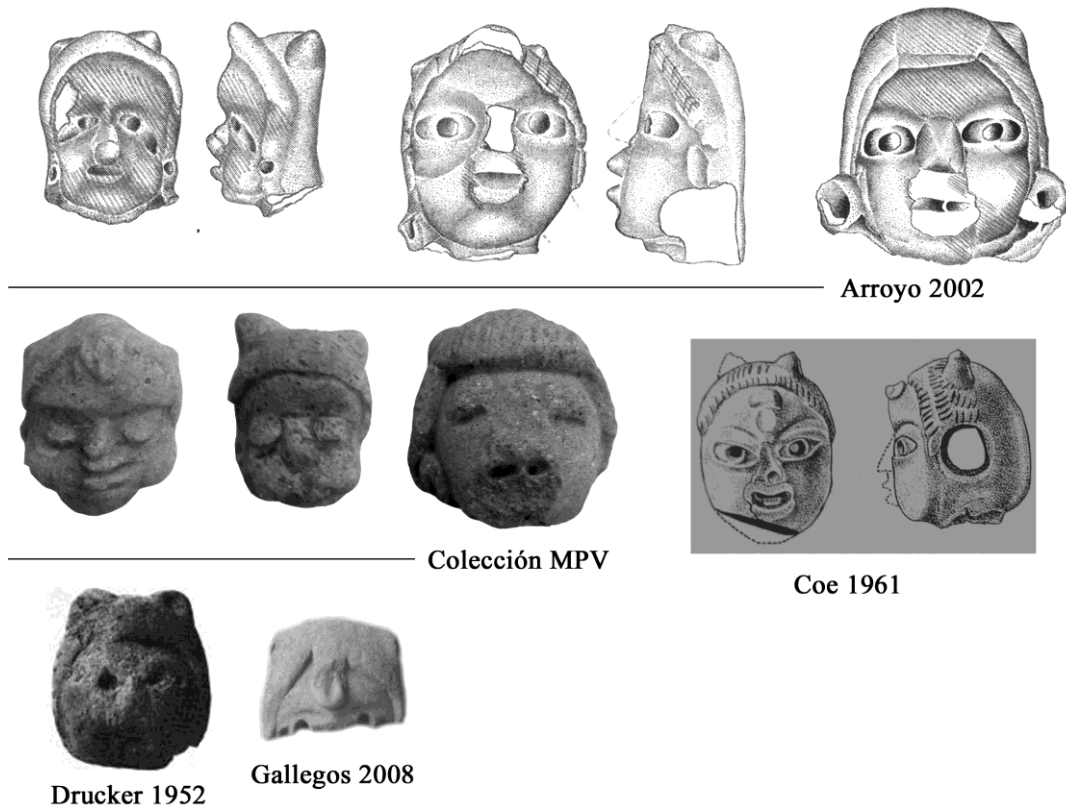 Arroyo 2002
Colección MPV
Coe 1961
Drucker 1952
Gallegos 2008